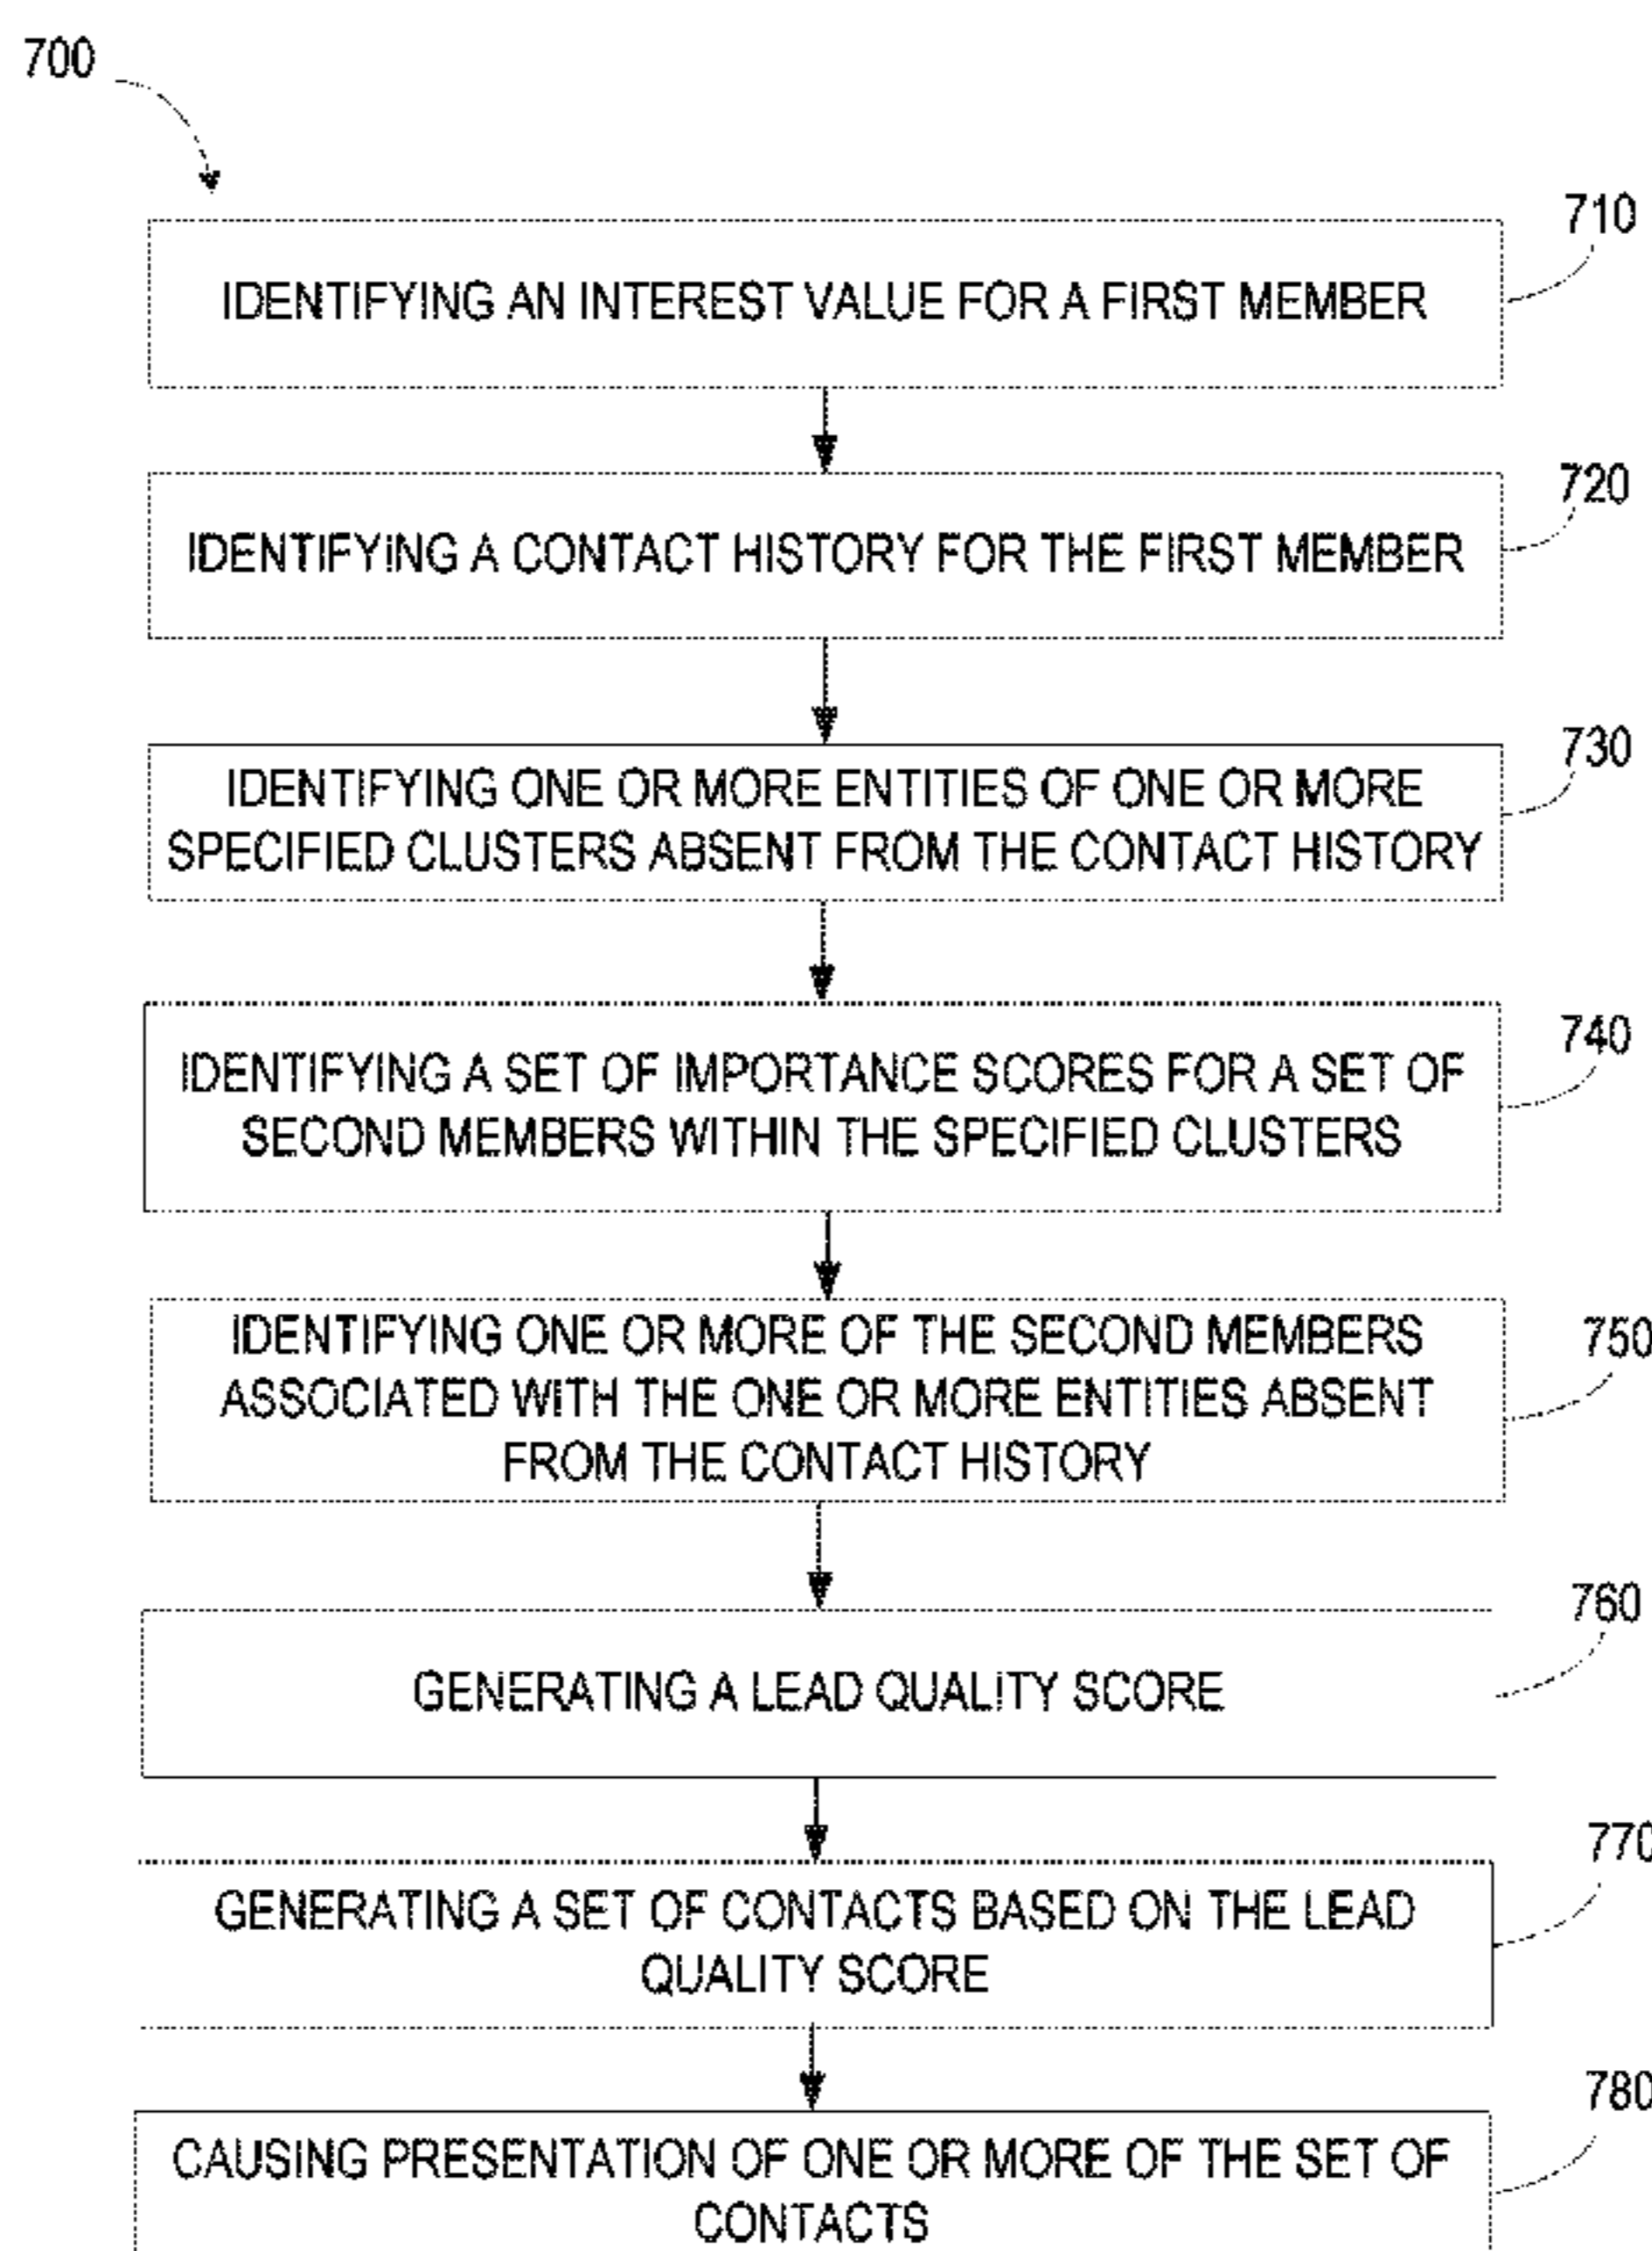 700
710
IDENTIFYING AN INTEREST VALUE FOR A FIRST MEMBER
720
IDENTIFYING A CONTACT HISTORY FOR THE FIRST MEMBER
730
IDENTIFYING ONE OR MORE ENTITIES OF ONE OR MORE
SPECIFIED CLUSTERS ABSENT FROM THE CONTACT HISTORY
740
IDENTIFYING A SET OF IMPORTANCE SCORES FOR A SET OF
SECOND MEMBERS WITHIN THE SPECIFIED CLUSTERS
750
IDENTIFYING ONE OR MORE OF THE SECOND MEMBERS
ASSOCIATED WITH THE ONE OR MORE ENTITIES ABSENT
FROM THE CONTACT HISTORY
760
GENERATING A LEAD QUALITY SCORE
770
GENERATING A SET OF CONTACTS BASED ON THE LEAD
QUALITY SCORE
780
CAUSING PRESENTATION OF ONE OR MORE OF THE SET OF
CONTACTS